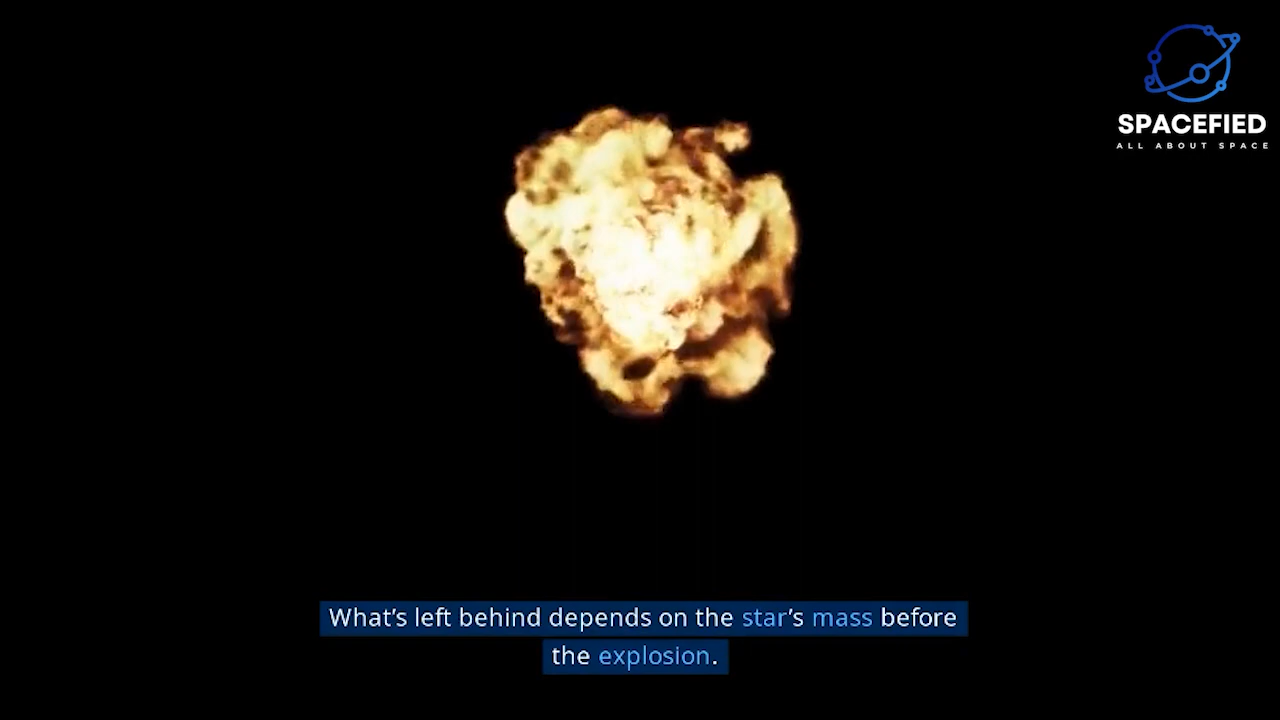 SPACEFIED
ALL ABOUT SPACE
What's left behind depends on the star's mass before
the explosion.